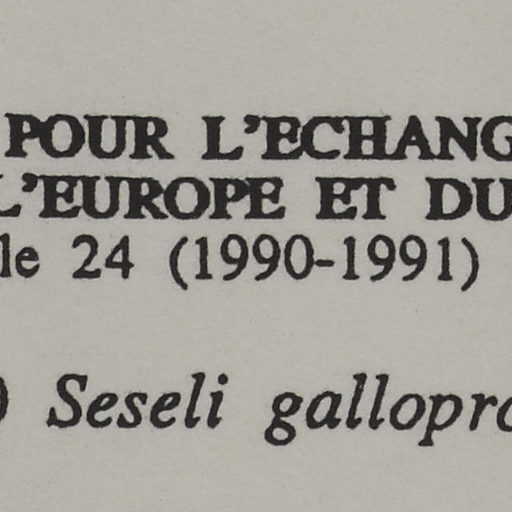 POUR L'ECHANG
L'EUROPE ET DU
le 24 (1990-1991)
) Seseli gallopro